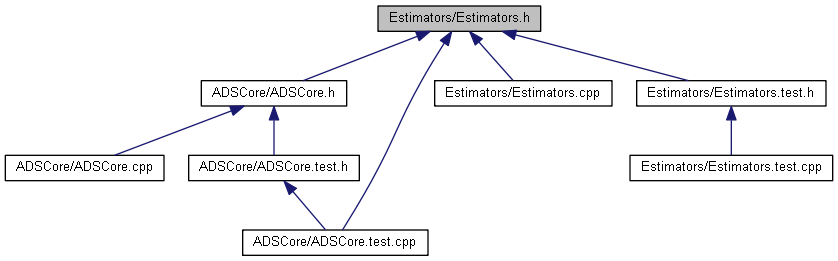 Estimators/Estimators.h
ADSCore/ADSCore.h
Estimators/Estimators.cpp
Estimators/Estimators.test.h
ADSCore/ADSCore.cpp
ADSCore/ADSCore.test.h
Estimators/Estimators.test.cpp
ADSCore/ADSCore.test.cpp